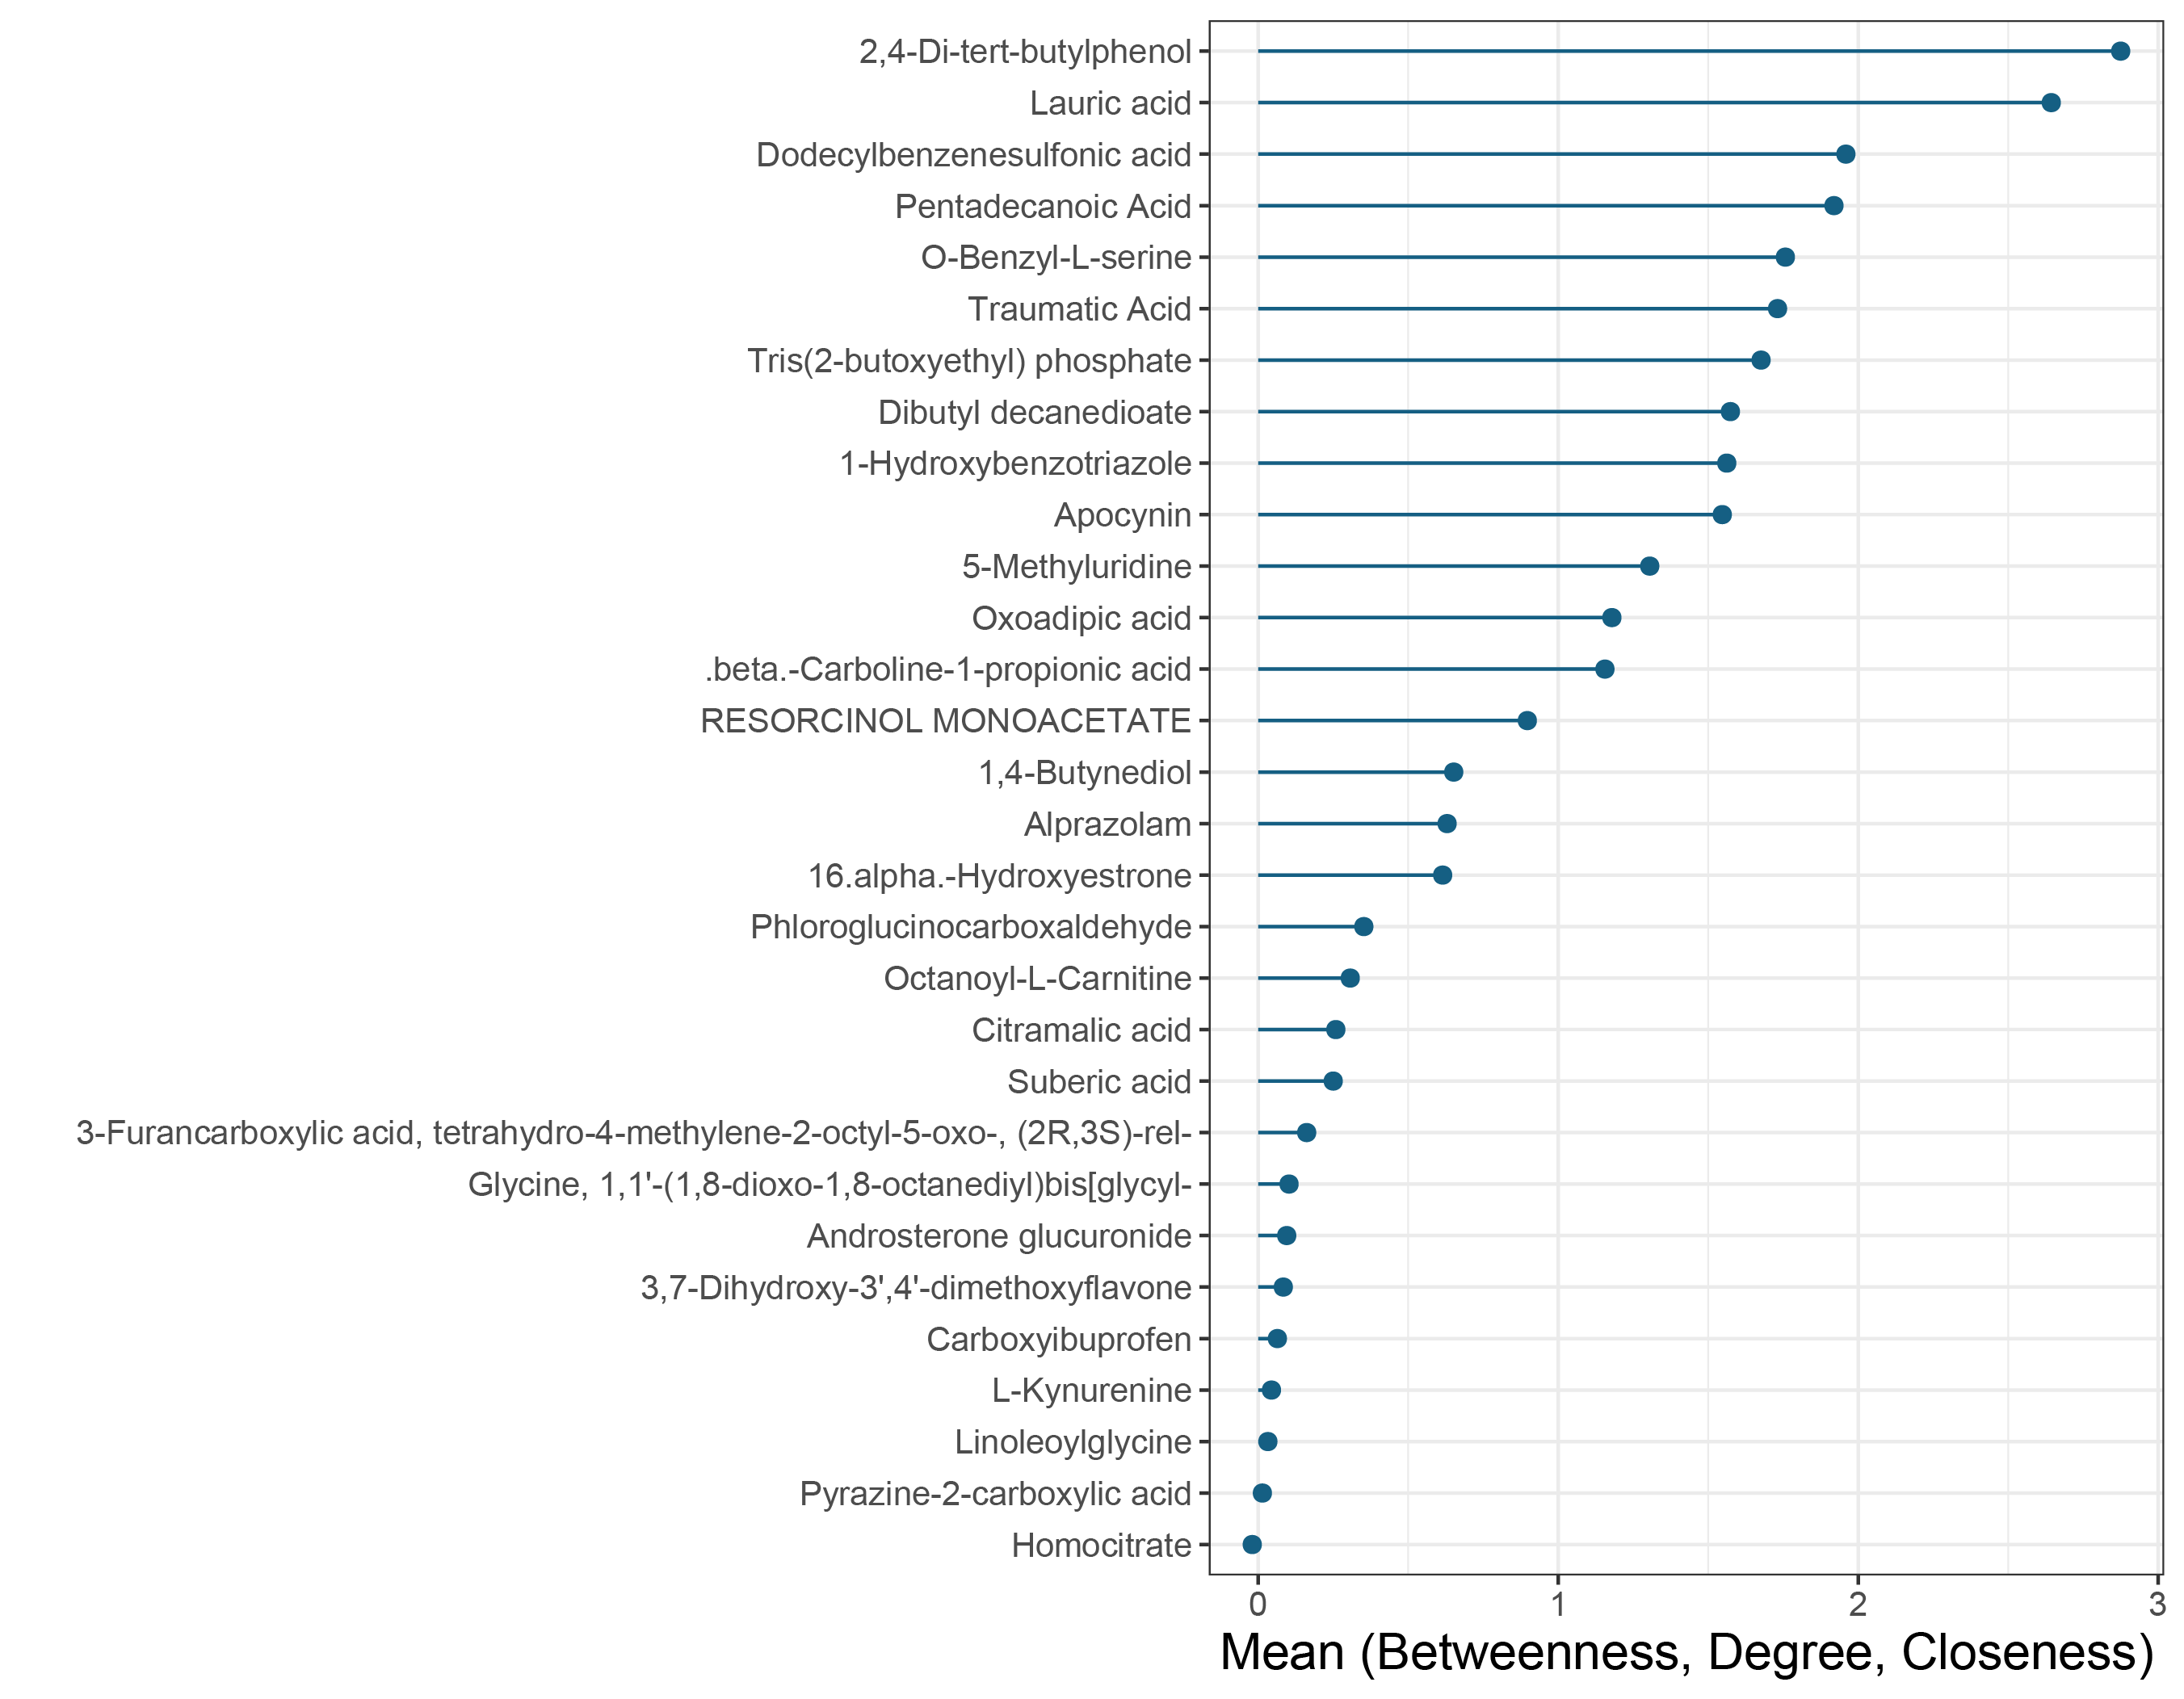 2,4-Di-tert-butylphenol
Lauric acid
Dodecylbenzenesulfonic acid
Pentadecanoic Acid
O-Benzyl-L-serine
Traumatic Acid
Tris(2-butoxyethyl) phosphate
Dibutyl decanedioate
1-Hydroxybenzotriazole
Apocynin
5-Methyluridine
Oxoadipic acid
.beta.-Carboline-1-propionic acid
RESORCINOL MONOACETATE
1,4-Butynediol
Alprazolam
16.alpha.-Hydroxyestrone
Phloroglucinocarboxaldehyde
Octanoyl-L-Carnitine
Citramalic acid
Suberic acid
3-Furancarboxylic acid, tetrahydro-4-methylene-2-octyl-5-oxo-, (2R,3S)-rel-
Glycine, 1,1'-(1,8-dioxo-1,8-octanediyl)bis[glycyl-
Androsterone glucuronide
3,7-Dihydroxy-3',4'-dimethoxyflavone
Carboxyibuprofen
L-Kynurenine
Linoleoylglycine
Pyrazine-2-carboxylic acid
Homocitrate
0 1 2 3
Mean (Betweenness, Degree, Closeness)